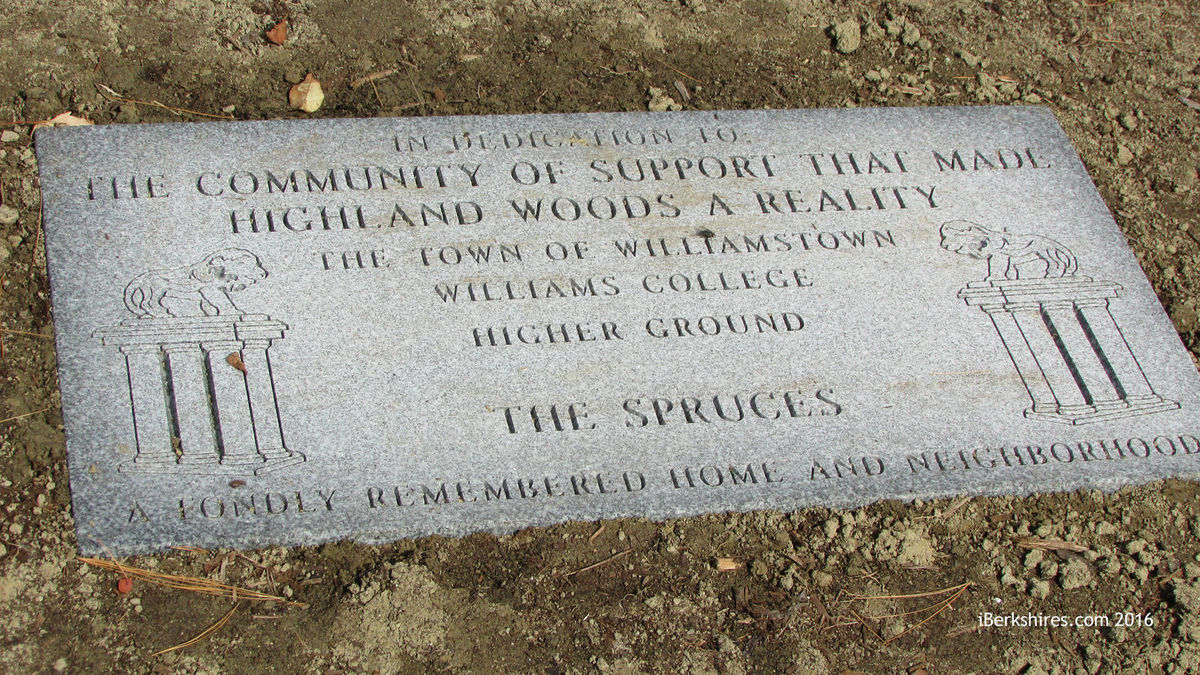 IN DEDICATION TO:
THE COMMUNITY OF SUPPORT THAT MADE
HIGHLAND WOODS A REALITY
THE TOWN OF WILLIAMSTOWN
WILLIAMS COLLEGE
HIGHER GROUND
THE SPRUCES
A FONDLY REMEMBERED HOME AND NEIGHBORHOOD
iBerkshires.com 2016